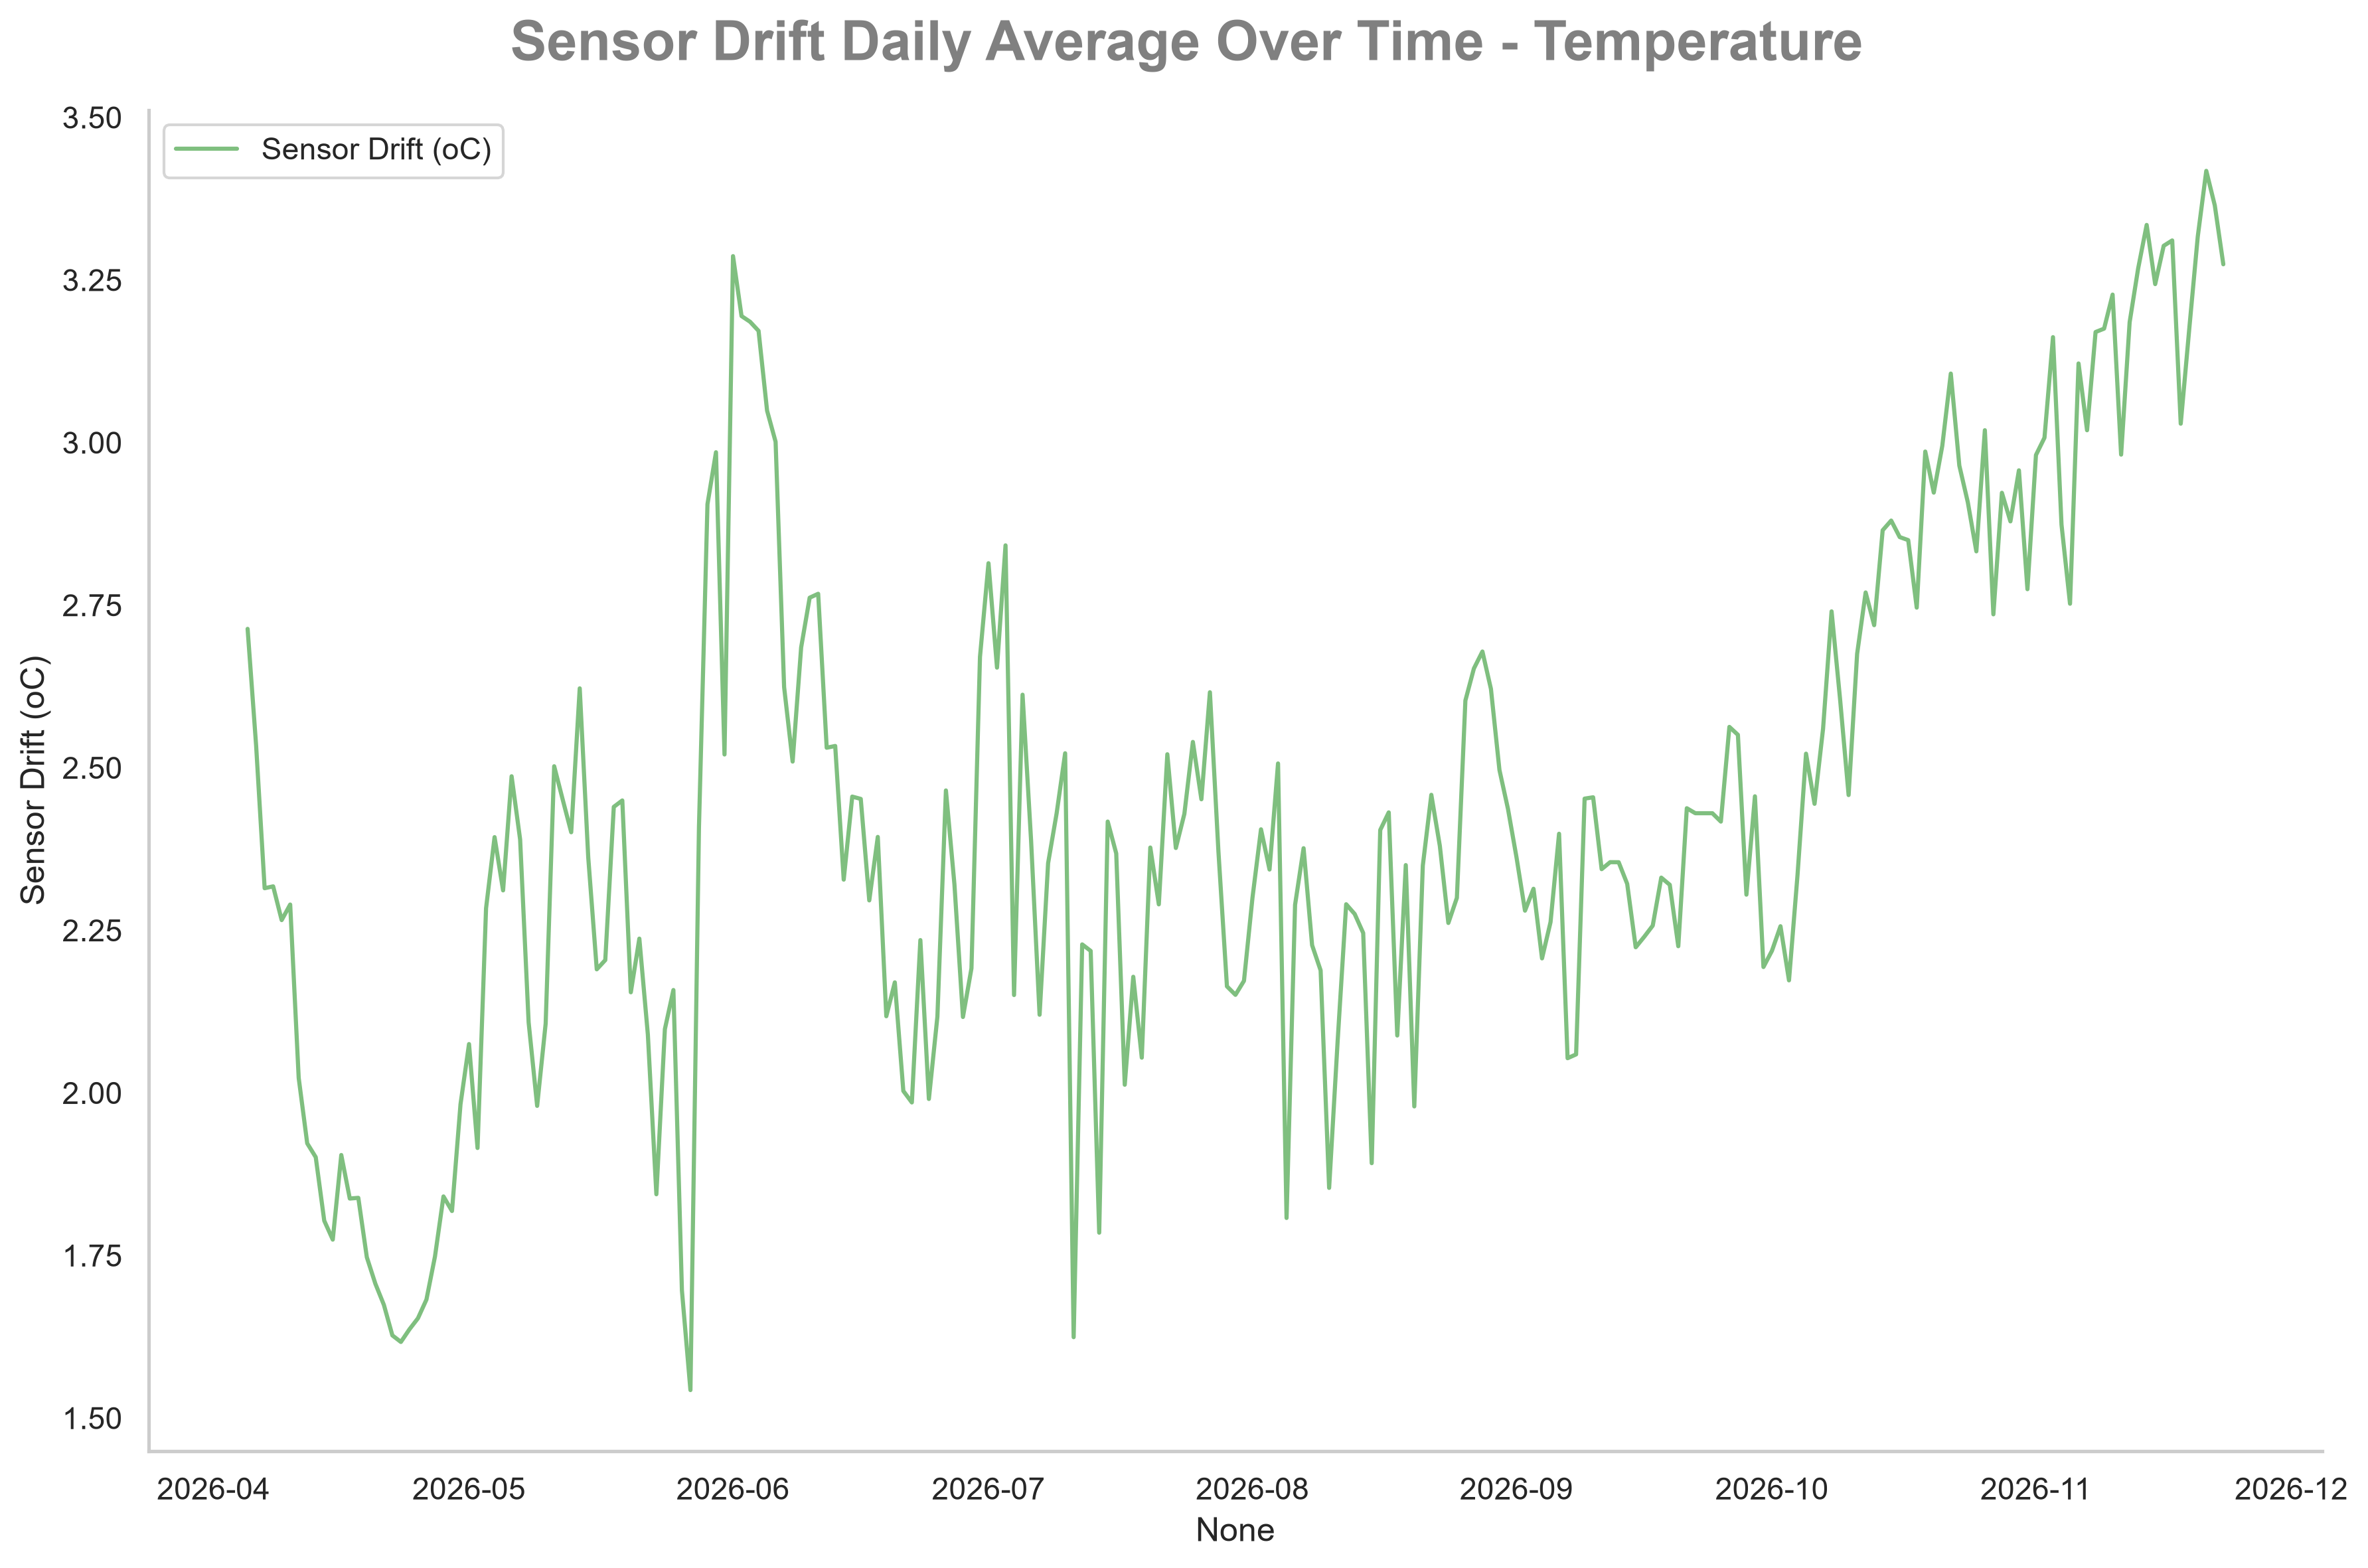 Sensor Drift Daily Average Over Time - Temperature
Sensor Drift (oC)
3.50
3.25
3.00
2.75
2.50
2.25
2.00
1.75
1.50
Sensor Drift (oC)
2026-04 2026-05 2026-06 2026-07 2026-08 2026-09 2026-10 2026-11 2026-12
None